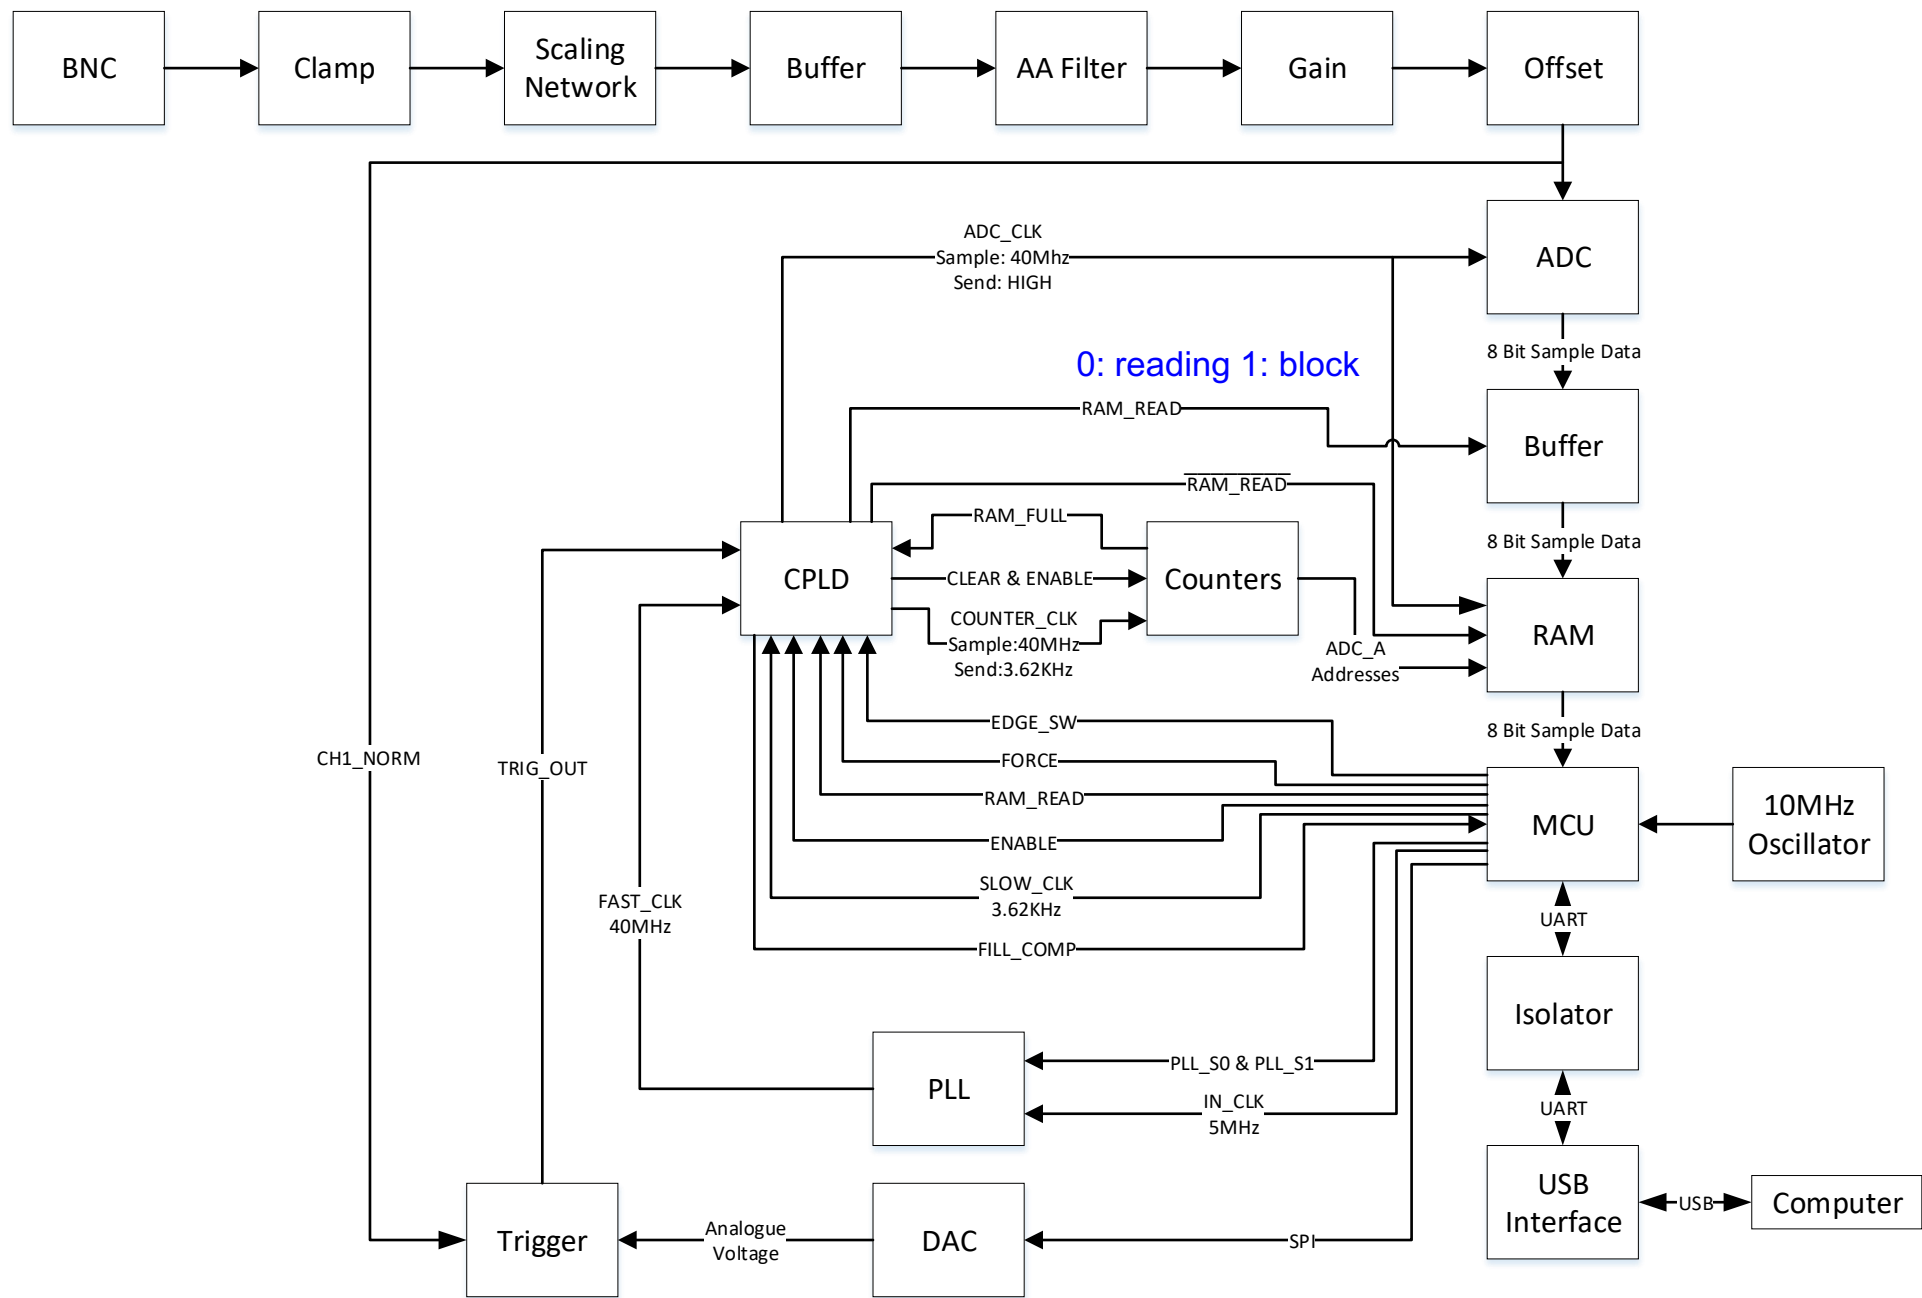 BNC
Clamp
Scaling
Network
Buffer
AA Filter
Gain
Offset
ADC_CLK
Sample: 40Mhz
Send: HIGH
ADC
8 Bit Sample Data
0: reading 1: block
RAM_READ
Buffer
RAM_READ
8 Bit Sample Data
RAM_FULL
CPLD
CLEAR & ENABLE
Counters
COUNTER_CLK
Sample:40MHz
Send:3.62KHz
ADC_A
Addresses
RAM
8 Bit Sample Data
EDGE_SW
CH1_NORM
TRIG_OUT
FORCE
RAM_READ
ENABLE
MCU
10MHz
Oscillator
SLOW_CLK
3.62KHz
FAST_CLK
40MHz
FILL_COMP
UART
Isolator
PLL
PLL_S0 & PLL_S1
IN_CLK
5MHz
UART
USB
Interface
USB
Computer
Trigger
Analogue
Voltage
DAC
SPI